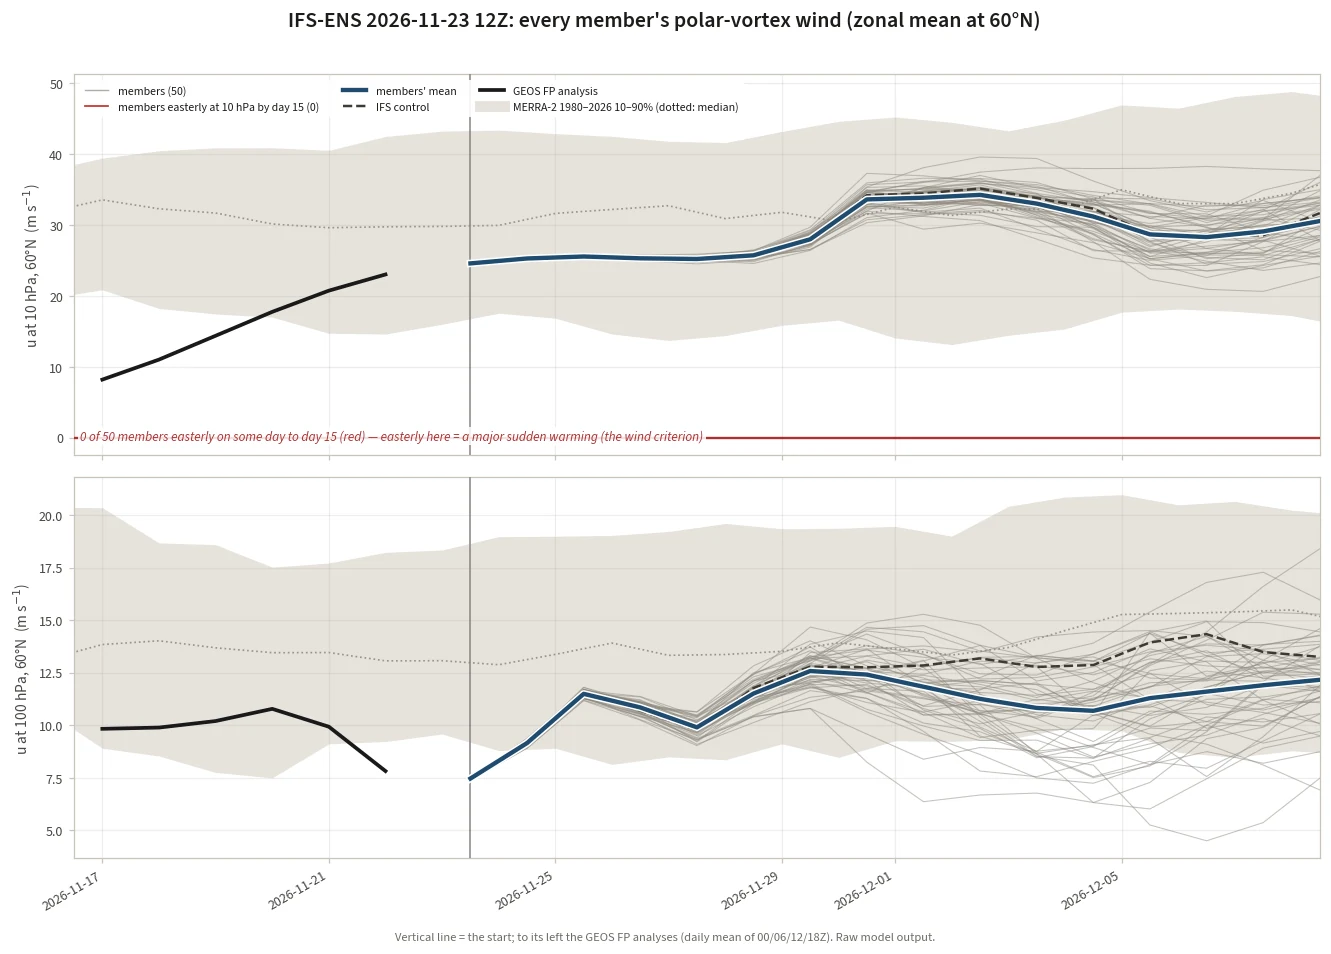 IFS-ENS 2026-11-23 12Z: every member's polar-vortex wind (zonal mean at 60°N)
members (50)
members easterly at 10 hPa by day 15 (0)
members' mean
IFS control
GEOS FP analysis
MERRA-2 1980–2026 10–90% (dotted: median)
u at 10 hPa, 60°N (m s⁻¹)
50
40
30
20
10
0
0 of 50 members easterly on some day to day 15 (red) — easterly here = a major sudden warming (the wind criterion)
u at 100 hPa, 60°N (m s⁻¹)
20.0
17.5
15.0
12.5
10.0
7.5
5.0
2026-11-17
2026-11-21
2026-11-25
2026-11-29
2026-12-01
2026-12-05
Vertical line = the start; to its left the GEOS FP analyses (daily mean of 00/06/12/18Z). Raw model output.